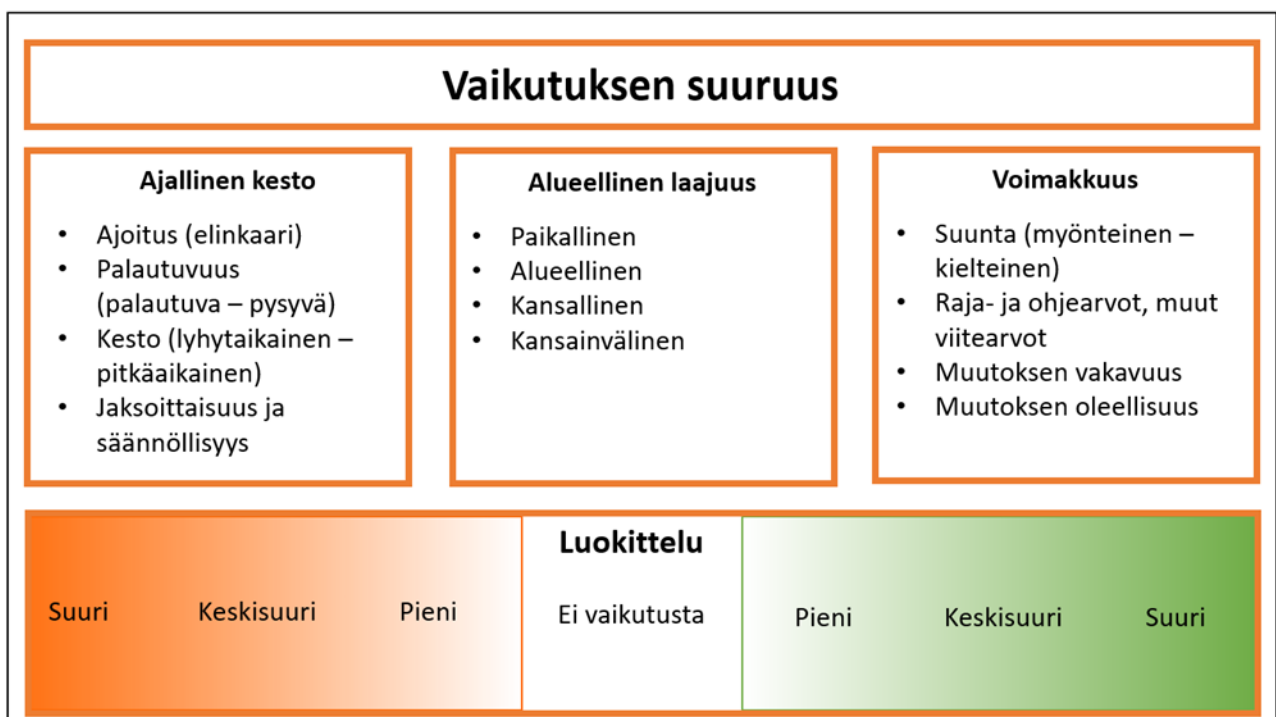 Vaikutuksen suuruus
Ajallinen kesto
• Ajoitus (elinkaari)
• Palautuvuus
(palautuva – pysyvä)
• Kesto (lyhytaikainen –
pitkäaikainen)
• Jaksoittaisuus ja
säännöllisyys
Alueellinen laajuus
• Paikallinen
• Alueellinen
• Kansallinen
• Kansainvälinen
Voimakkuus
• Suunta (myönteinen –
kielteinen)
• Raja- ja ohjearvot, muut
viitearvot
• Muutoksen vakavuus
• Muutoksen oleellisuus
Luokittelu
Suuri Keskisuuri Pieni Ei vaikutusta Pieni Keskisuuri Suuri